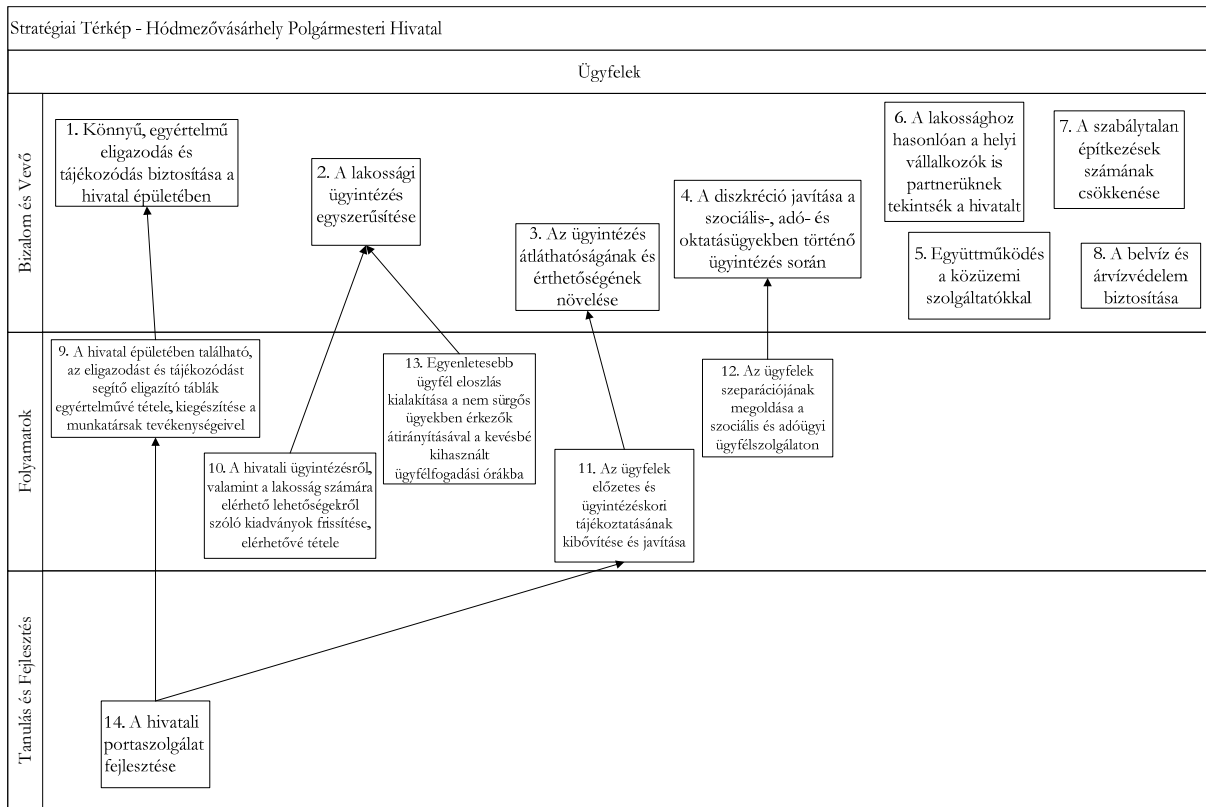 Stratégiai Térkép - Hódmezővásárhely Polgármesteri Hivatal
Ügyfelek
Bizalom és Vevő
1. Könnyű, egyértelmű
eligazodás és
tájékozódás biztosítása a
hivatal épületében
2. A lakossági
ügyintézés
egyszerűsítése
3. Az ügyintézés
átláthatóságának és
érthetőségének
növelése
4. A diszkréció javítása a
szociális-, adó- és
oktatásügyekben történő
ügyintézés során
6. A lakossághoz
hasonlóan a helyi
vállalkozók is
partnerüknek
tekintsék a hivatalt
7. A szabálytalan
építkezések
számának
csökkenése
5. Együttműködés
a közüzemi
szolgáltatókkal
8. A belvíz és
árvízvédelem
biztosítása
Folyamatok
9. A hivatal épületében található,
az eligazodást és tájékozódást
segítő eligazító táblák
egyértelművé tétele, kiegészítése a
munkatársak tevékenységeivel
10. A hivatali ügyintézésről,
valamint a lakosság számára
elérhető lehetőségekről
szóló kiadványok frissítése,
elérhetővé tétele
13. Egyenletesebb
ügyfél eloszlás
kialakítása a nem sürgős
ügyekben érkezők
átirányításával a kevésbé
kihasznált
ügyfélfogadási órákba
11. Az ügyfelek
előzetes és
ügyintézéskori
tájékoztatásának
kibővítése és javítása
12. Az ügyfelek
szeparációjának
megoldása a
szociális és adóügyi
ügyfélszolgálaton
Tanulás és Fejlesztés
14. A hivatali
portaszolgálat
fejlesztése